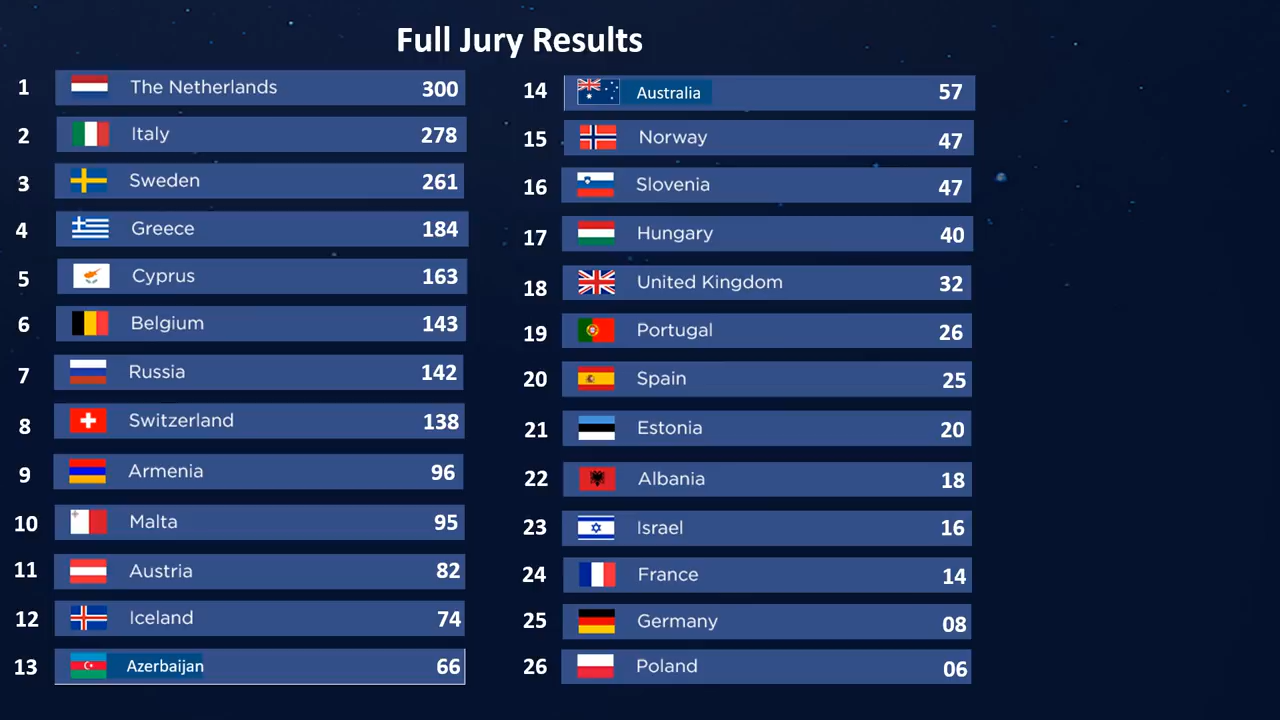 Full Jury Results
1 The Netherlands 300
2 Italy 278
3 Sweden 261
4 Greece 184
5 Cyprus 163
6 Belgium 143
7 Russia 142
8 Switzerland 138
9 Armenia 96
10 Malta 95
11 Austria 82
12 Iceland 74
13 Azerbaijan 66
14 Australia 57
15 Norway 47
16 Slovenia 47
17 Hungary 40
18 United Kingdom 32
19 Portugal 26
20 Spain 25
21 Estonia 20
22 Albania 18
23 Israel 16
24 France 14
25 Germany 08
26 Poland 06